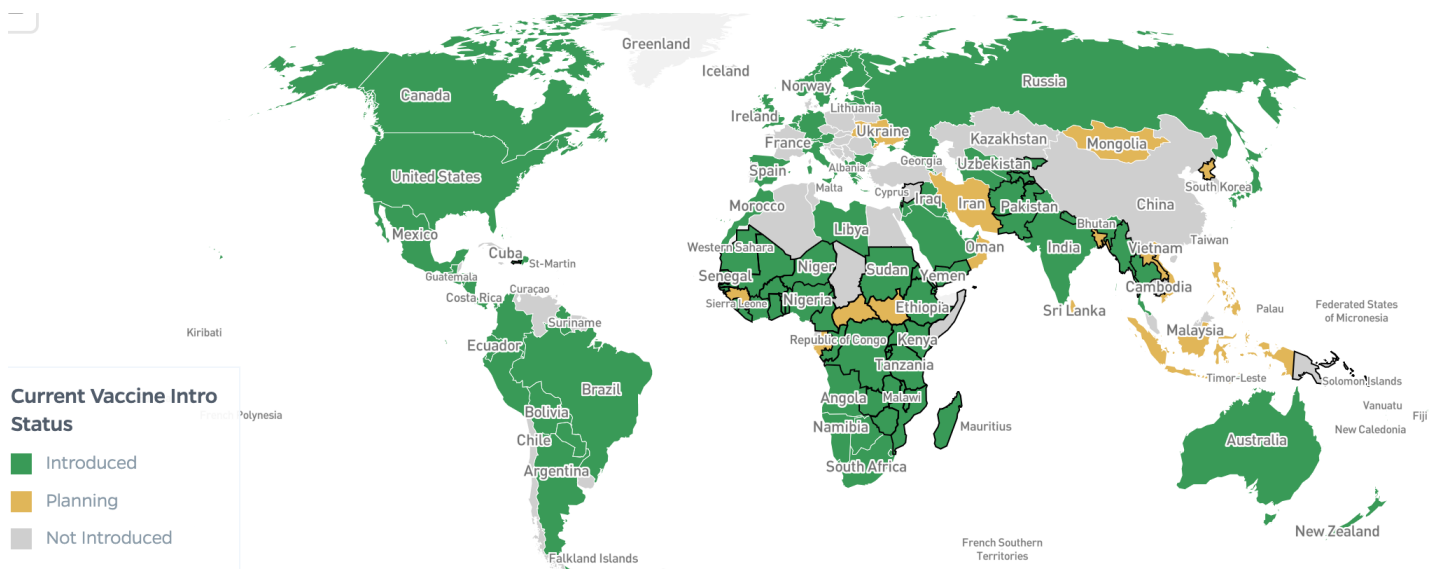 Greenland
Iceland
Norway
Russia
Canada
Lithuania
Ireland
Ukraine
Kazakhstan
Mongolia
France
Georgia
Uzbekistan
United States
Spain
Albania
South Korea
Malta
Cyprus
Iraq
Iran
Pakistan
China
Morocco
Mexico
Libya
Bhutan
Western Sahara
Oman
India
Vietnam
Taiwan
Cuba
St-Martin
Guatemala
Senegal
Niger
Sudan
Yemen
Cambodia
Costa Rica
Curaçao
Sierra Leone
Nigeria
Ethiopia
Sri Lanka
Palau
Federated States
of Micronesia
Kiribati
Suriname
Malaysia
Ecuador
Republic of Congo
Kenya
Tanzania
Timor-Leste
Solomon Islands
Brazil
Angola
Malawi
Vanuatu
Bolivia
Namibia
Mauritius
Fiji
French Polynesia
New Caledonia
Chile
Australia
Argentina
South Africa
New Zealand
French Southern
Territories
Falkland Islands
Current Vaccine Intro
Status
Introduced
Planning
Not Introduced